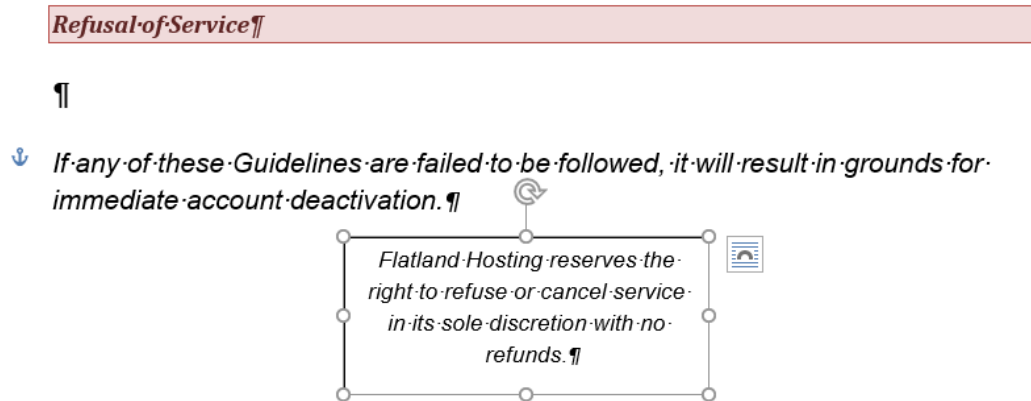 Refusal·of·Service¶
¶
If·any·of·these·Guidelines·are·failed·to·be·followed,·it·will·result·in·grounds·for·
immediate·account·deactivation.¶
Flatland·Hosting·reserves·the·
right·to·refuse·or·cancel·service·
in·its·sole·discretion·with·no·
refunds.¶